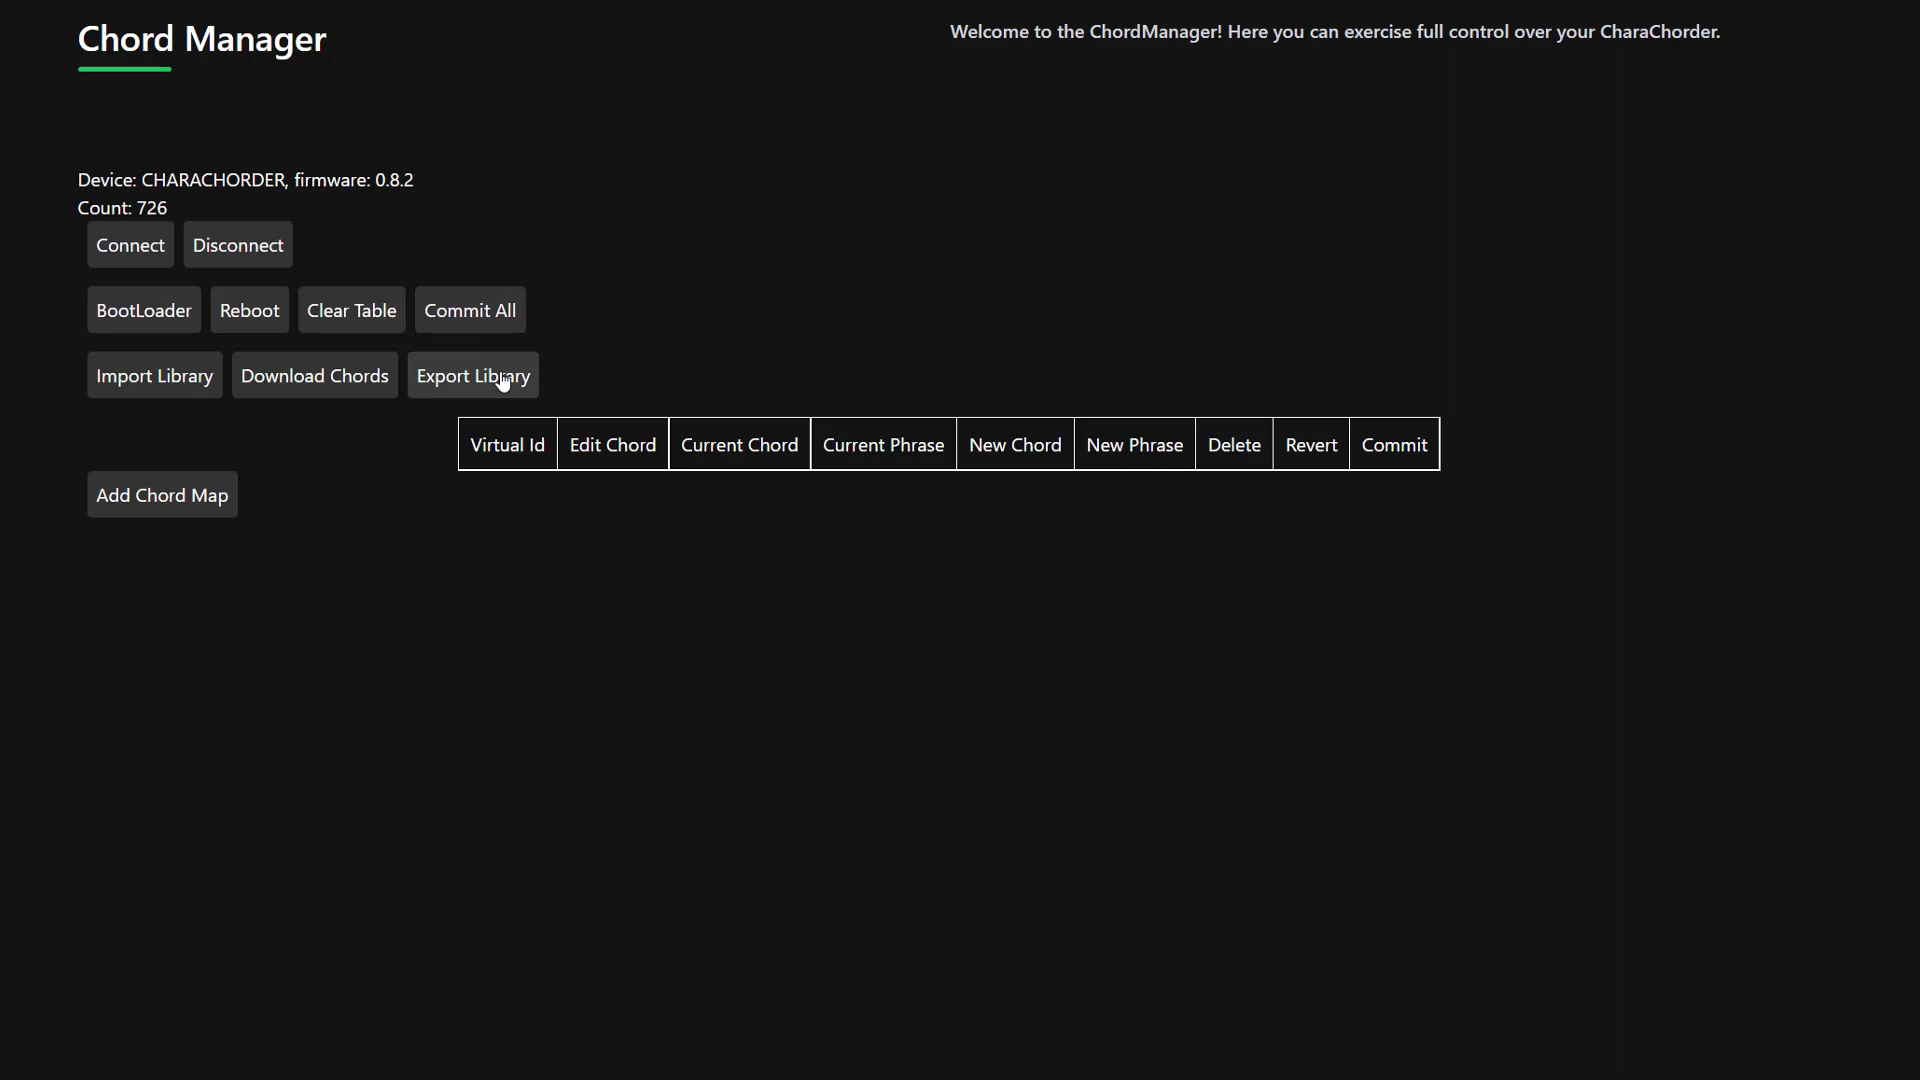 Chord Manager
Welcome to the ChordManager! Here you can exercise full control over your CharaChorder.
Device: CHARACHORDER, firmware: 0.8.2
Count: 726
Connect Disconnect
BootLoader Reboot Clear Table Commit All
Import Library Download Chords Export Library
Virtual Id Edit Chord Current Chord Current Phrase New Chord New Phrase Delete Revert Commit
Add Chord Map